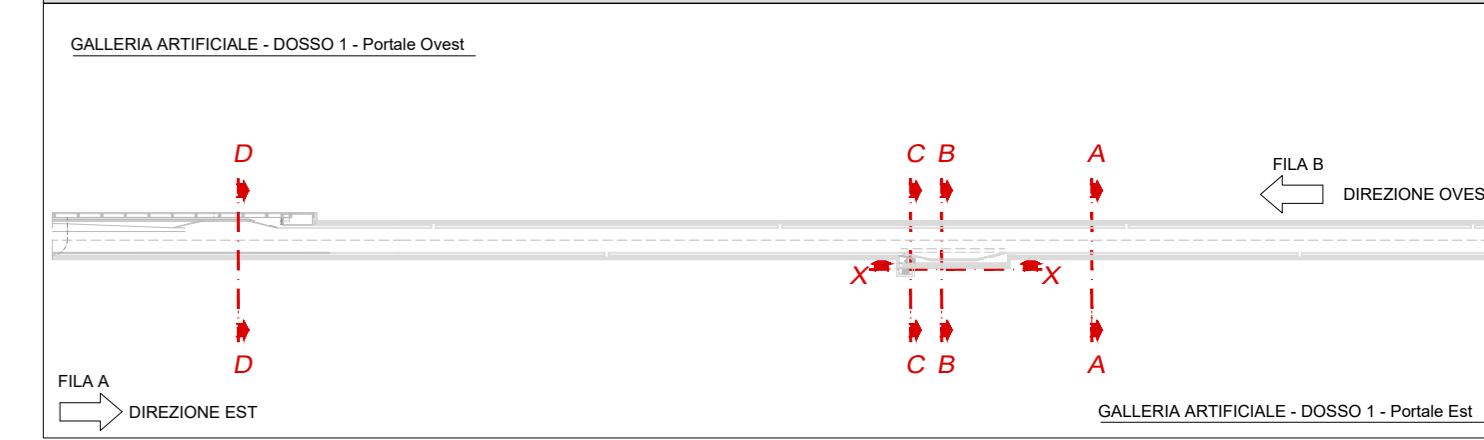 GALLERIA ARTIFICIALE - DOSSO 1 - Portale Ovest
D
C B
A
FILA B
DIREZIONE OVES
X
X
D
C B
A
FILA A
DIREZIONE EST
GALLERIA ARTIFICIALE - DOSSO 1 - Portale Est